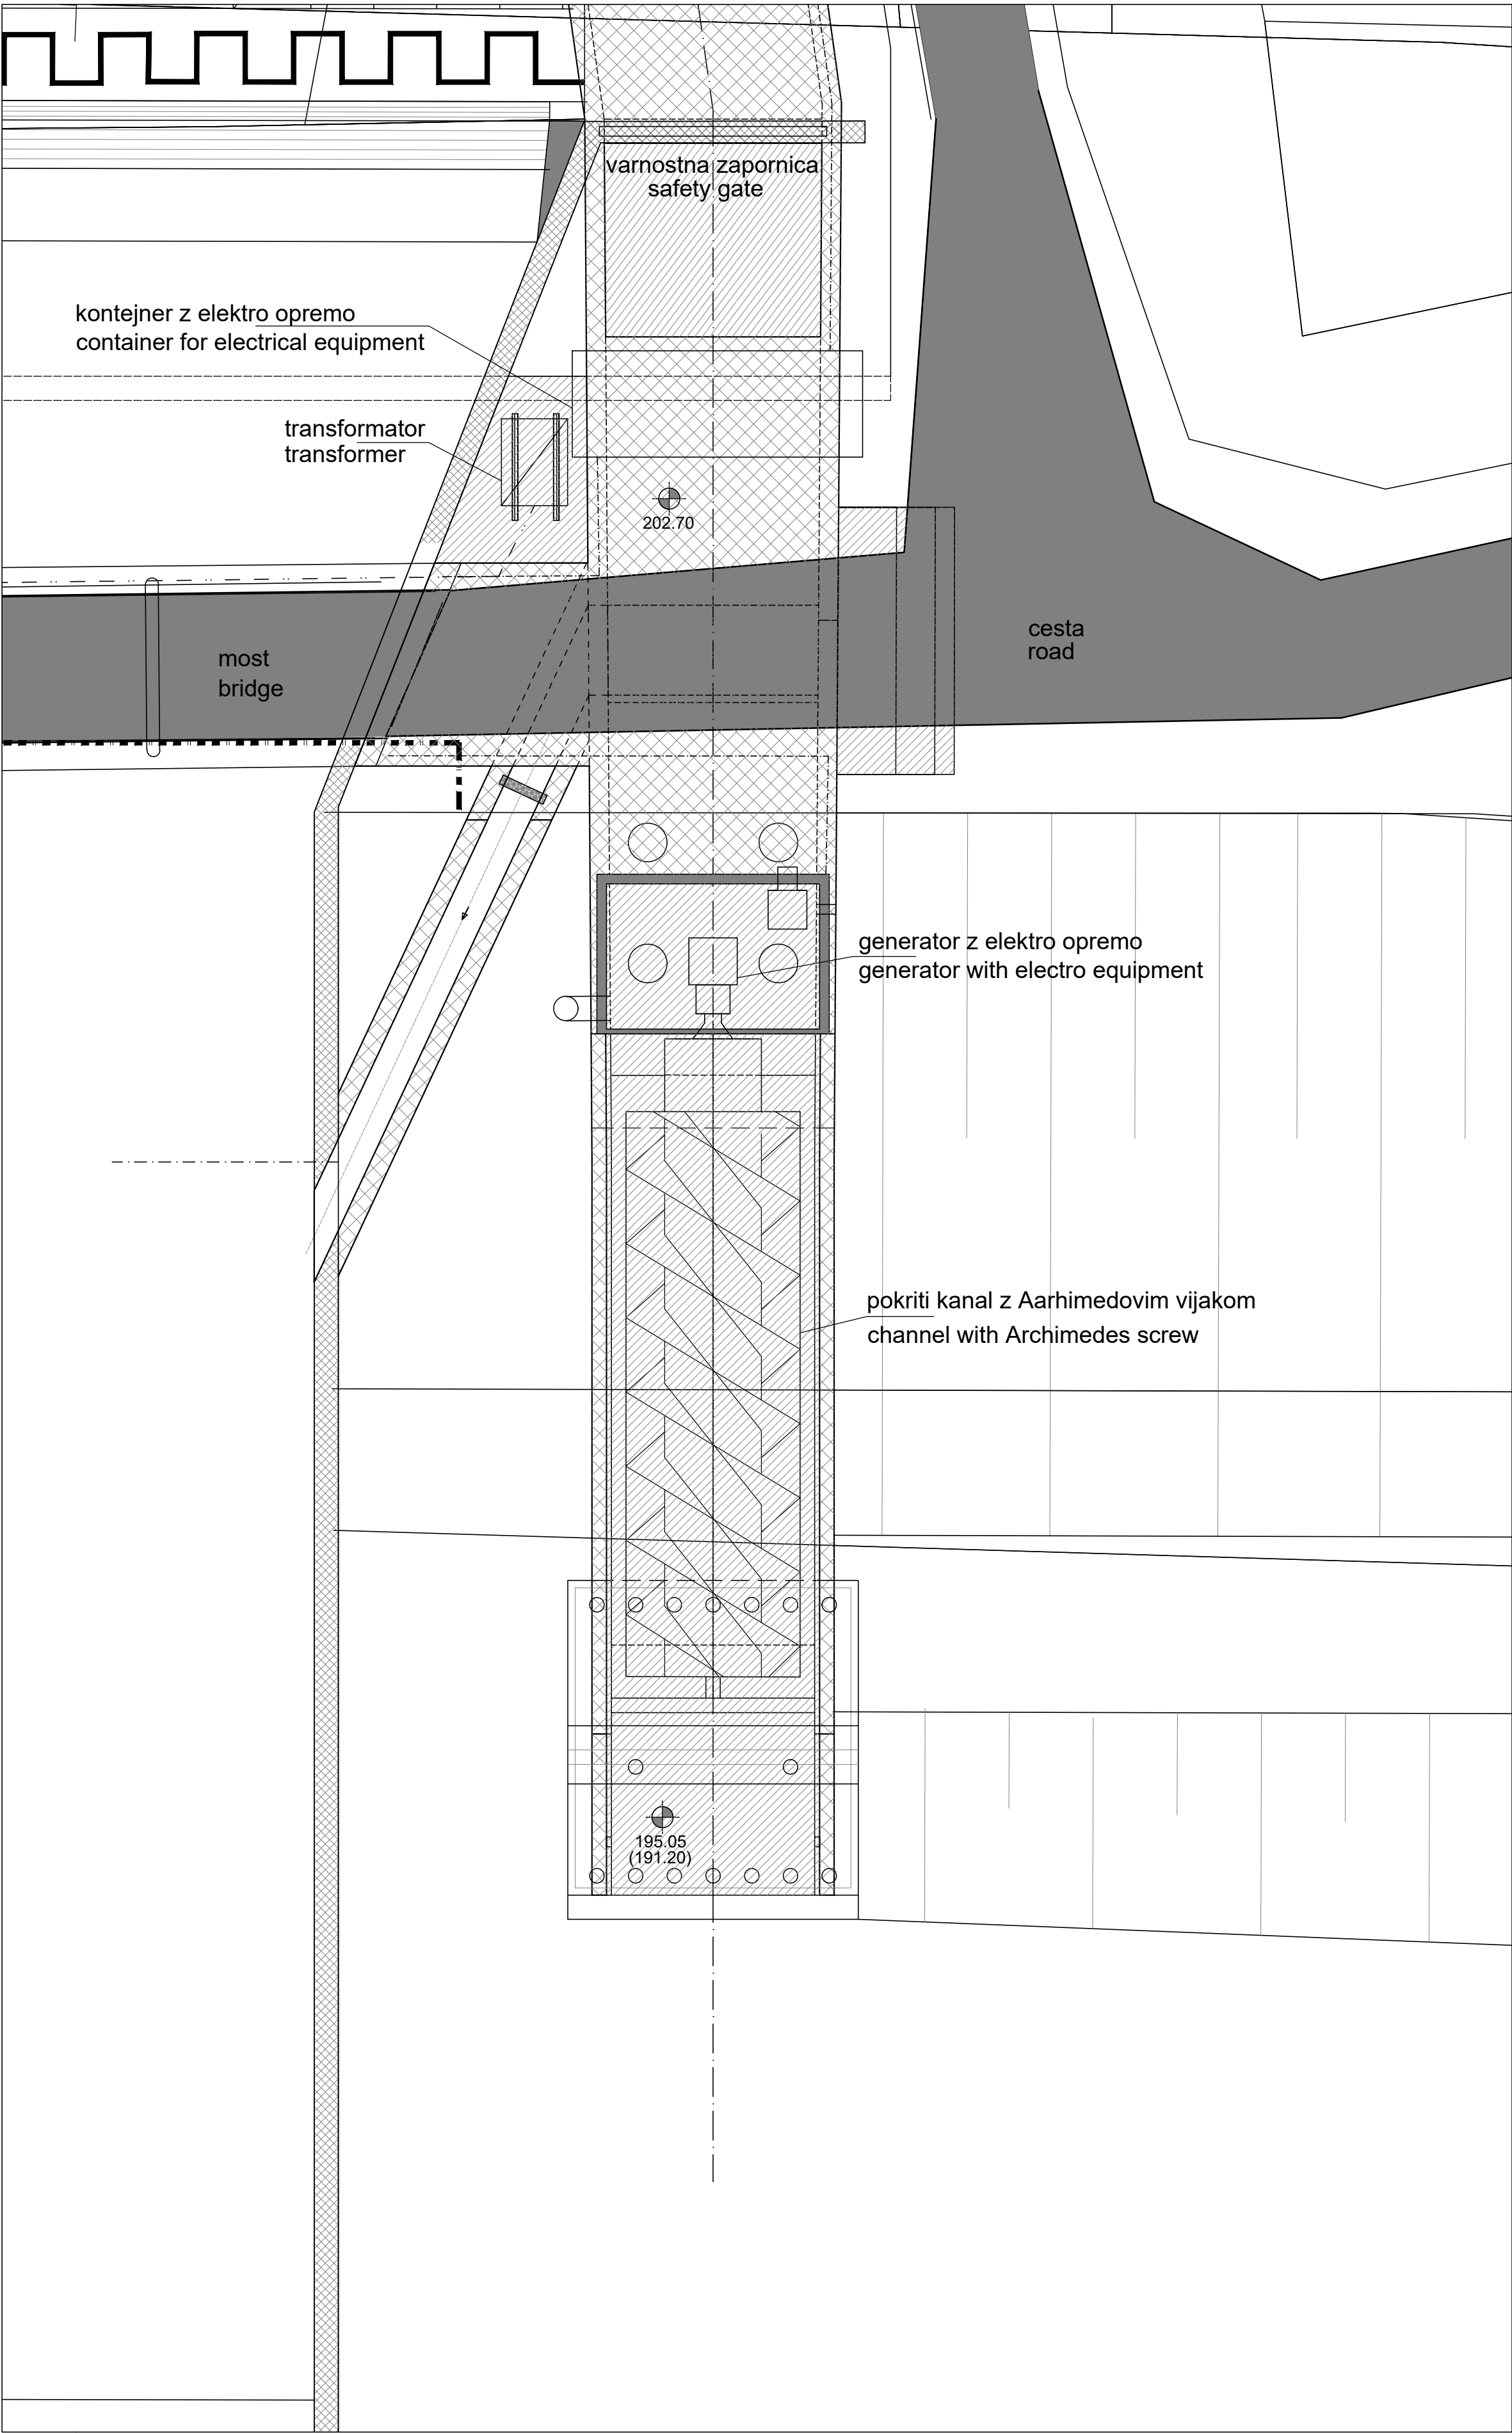 varnostna zapornica
safety gate
kontejner z elektro opremo
container for electrical equipment
transformator
transformer
202.70
cesta
road
most
bridge
generator z elektro opremo
generator with electro equipment
pokriti kanal z Aarhimedovim vijakom
channel with Archimedes screw
195.05
(191.20)